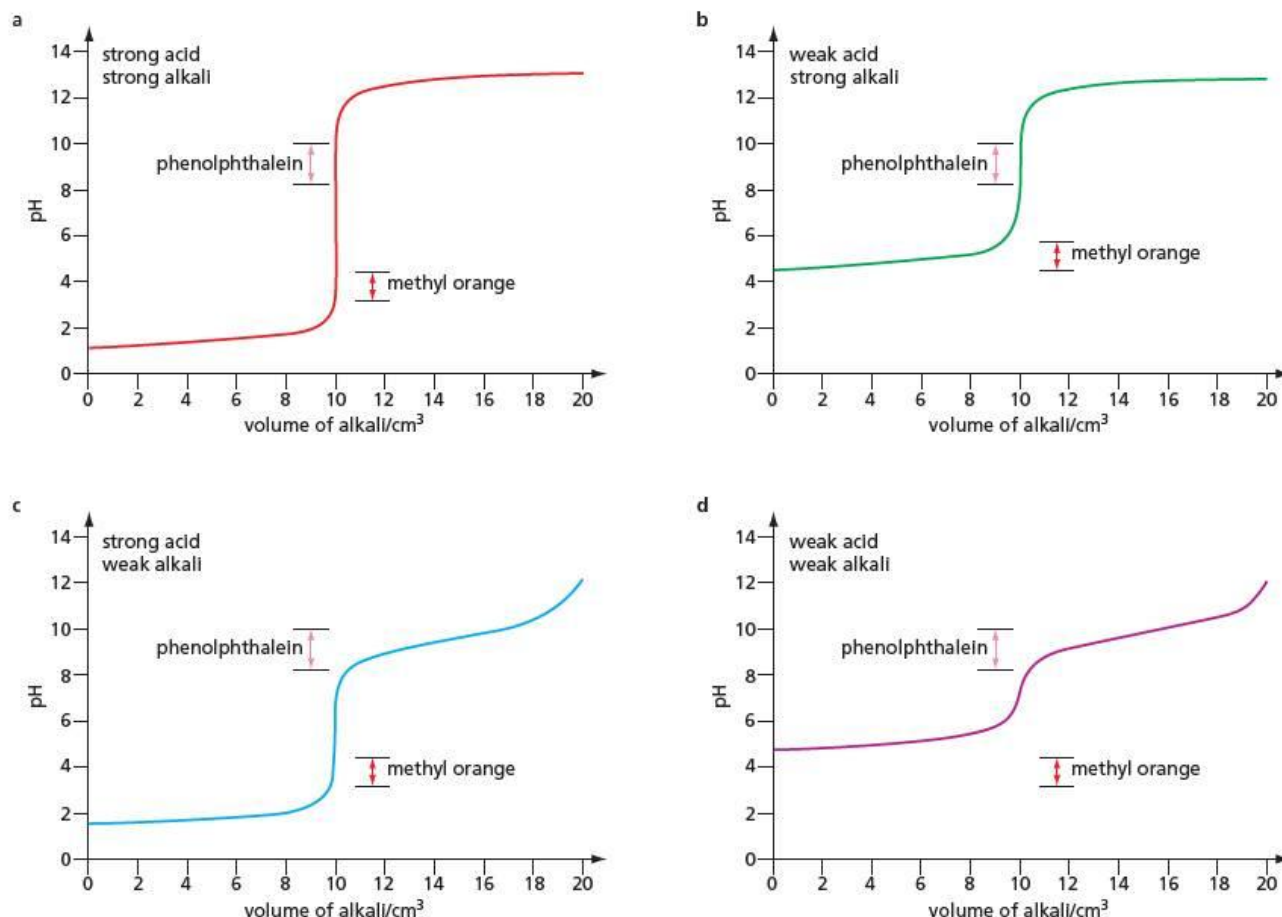 a
14
strong acid
strong alkali
12
10
phenolphthalein
8
pH
6
4
methyl orange
2
0
0 2 4 6 8 10 12 14 16 18 20
volume of alkali/cm³
b
14
weak acid
strong alkali
12
10
phenolphthalein
8
pH
6
methyl orange
4
2
0
0 2 4 6 8 10 12 14 16 18 20
volume of alkali/cm³
c
14
strong acid
weak alkali
12
10
phenolphthalein
8
pH
6
4
methyl orange
2
0
0 2 4 6 8 10 12 14 16 18 20
volume of alkali/cm³
d
14
weak acid
weak alkali
12
10
phenolphthalein
8
pH
6
4
methyl orange
2
0
0 2 4 6 8 10 12 14 16 18 20
volume of alkali/cm³